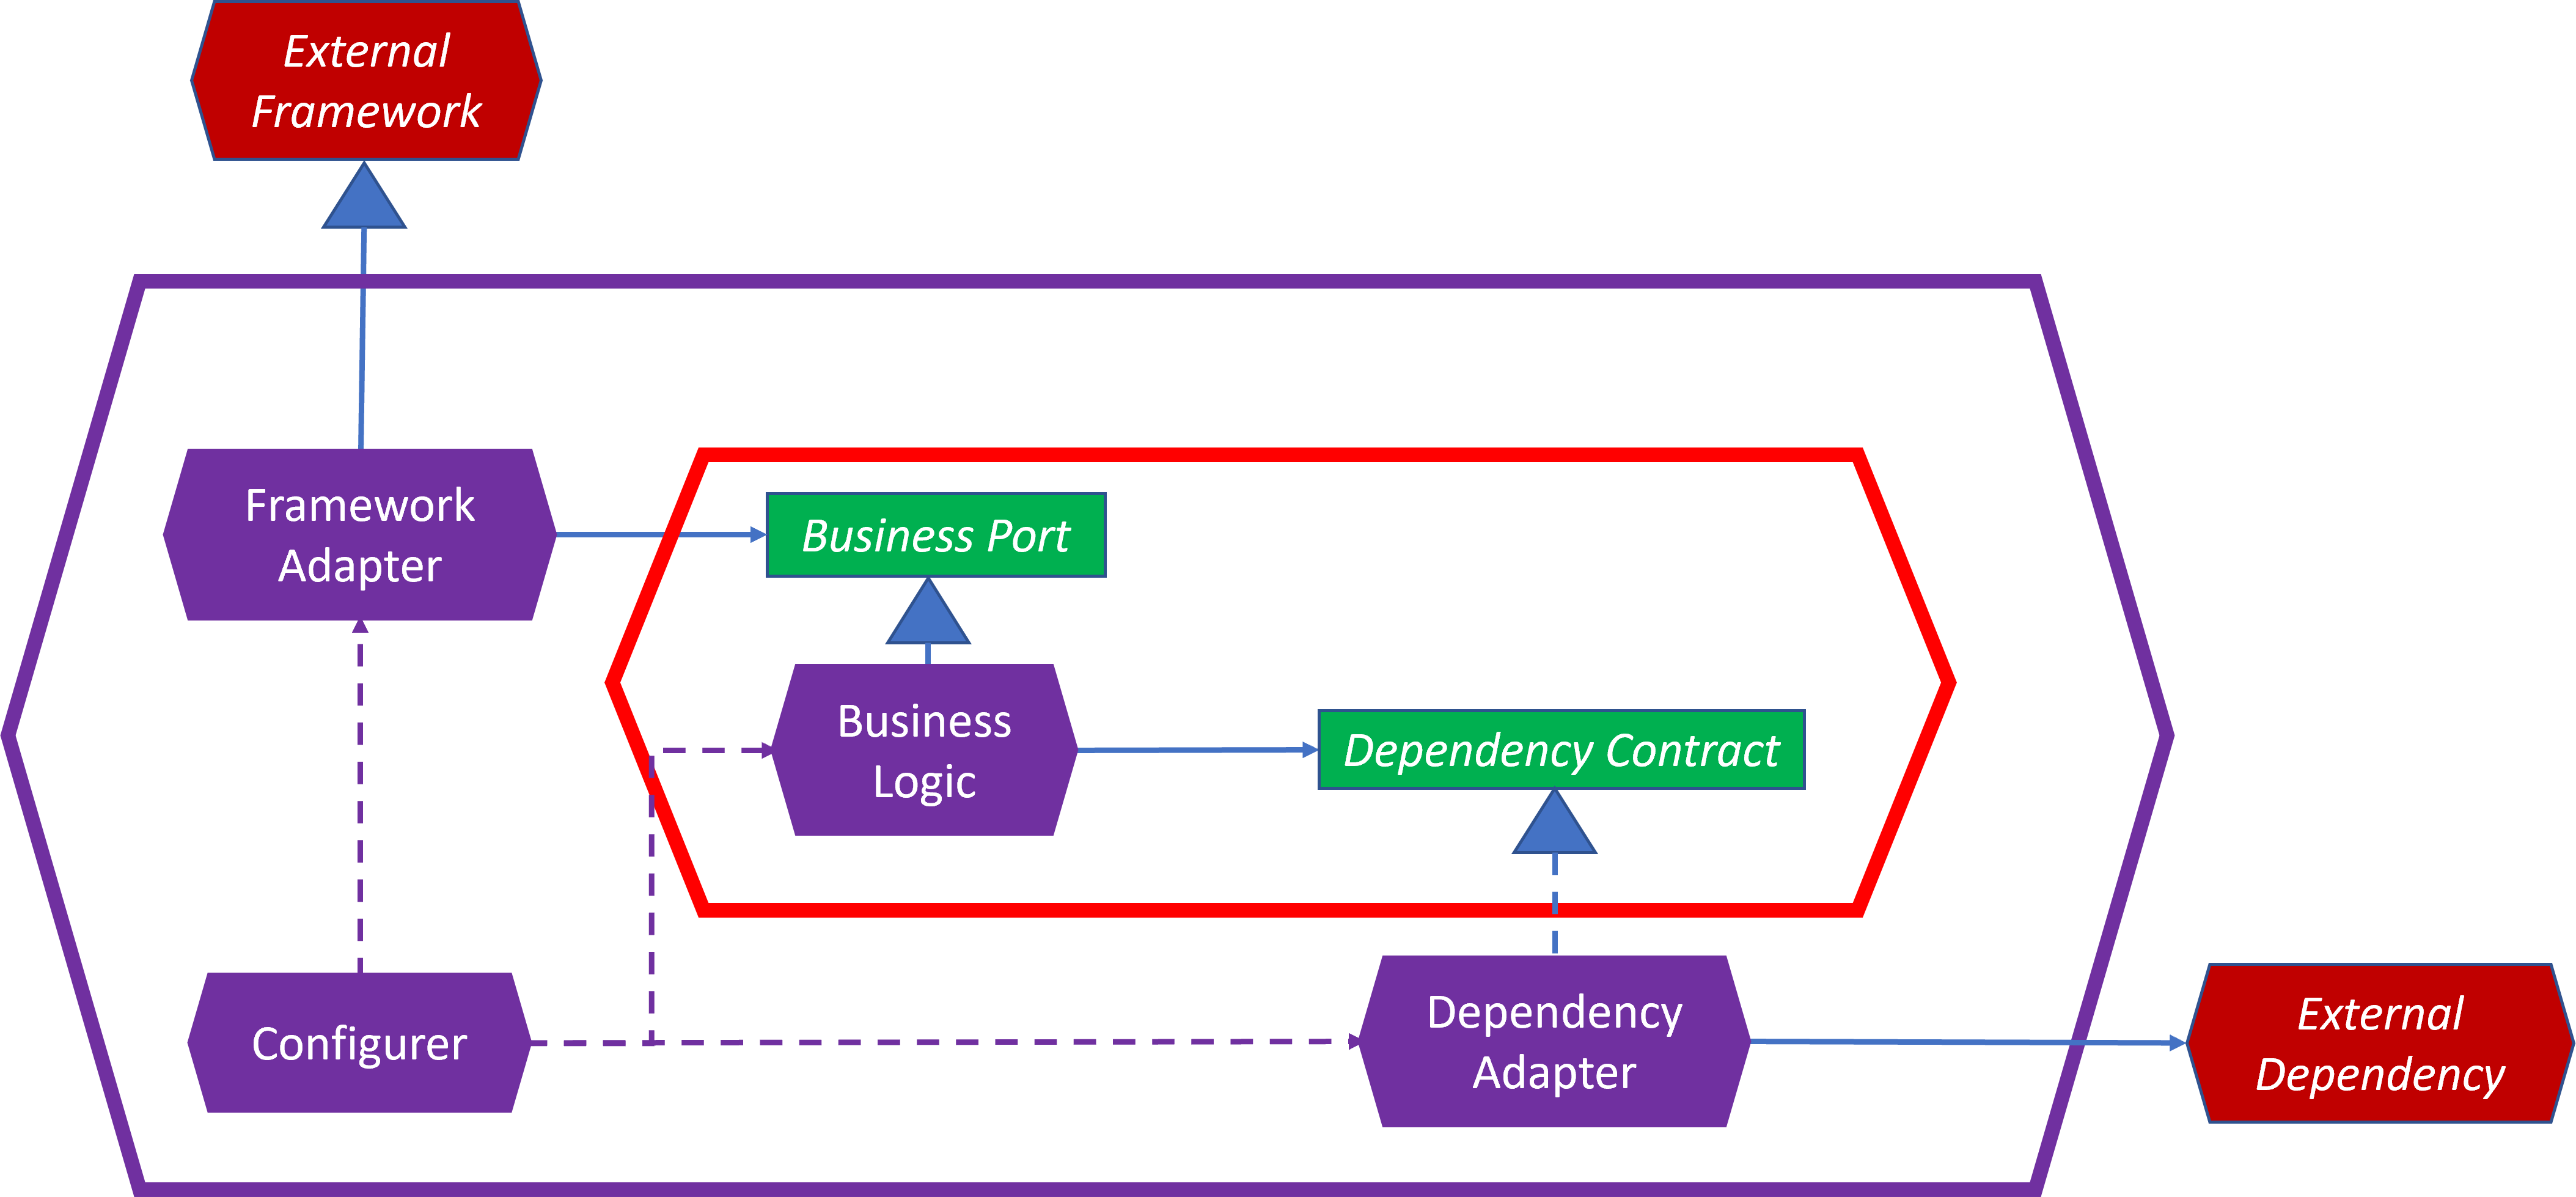 External
Framework
Framework
Adapter
Business Port
Business
Logic
Dependency Contract
Configurer
Dependency
Adapter
External
Dependency